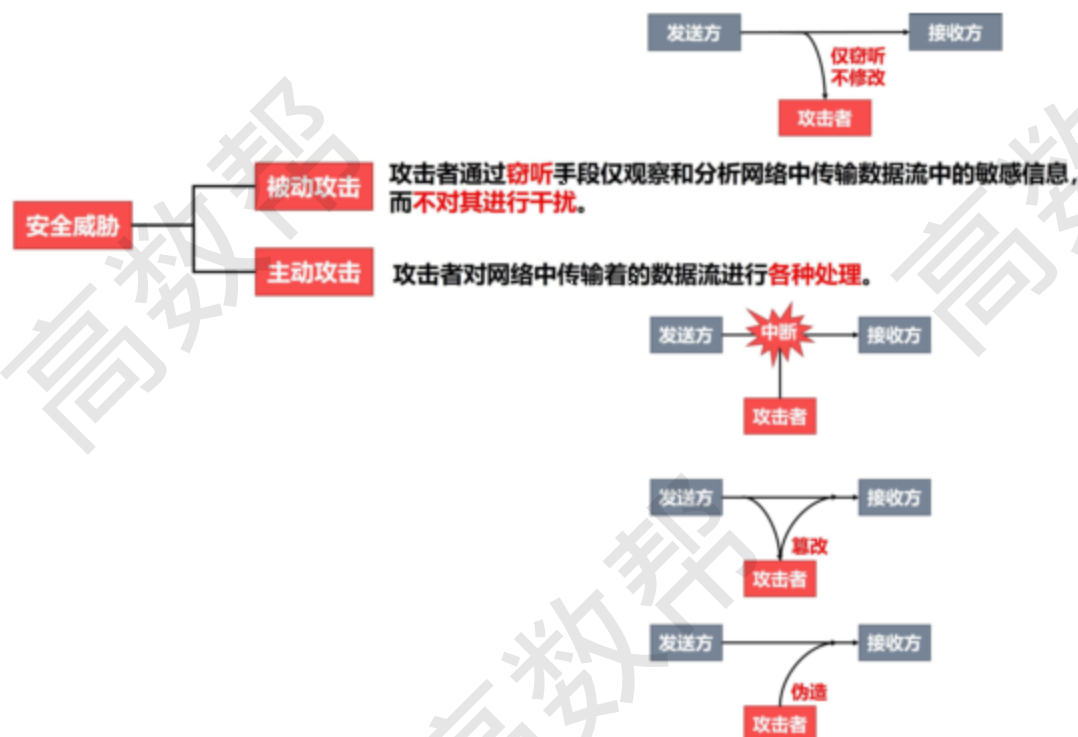 发送方
接收方
仅窃听
不修改
攻击者
安全威胁
被动攻击
攻击者通过窃听手段仅观察和分析网络中传输数据流中的敏感信息,
而不对其进行干扰。
主动攻击
攻击者对网络中传输着的数据流进行各种处理。
发送方
中断
接收方
攻击者
发送方
接收方
篡改
攻击者
发送方
接收方
伪造
攻击者
高数帮
高数
高数帮